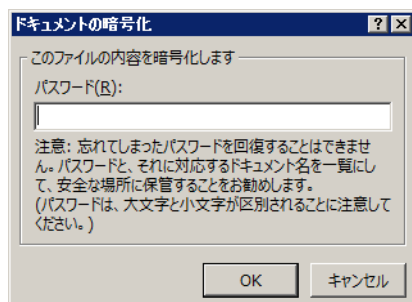 ドキュメントの暗号化
このファイルの内容を暗号化します
パスワード(R):
注意: 忘れてしまったパスワードを回復することはできませ
ん。パスワードと、それに対応するドキュメント名を一覧にし
て、安全な場所に保管することをお勧めします。
(パスワードは、大文字と小文字が区別されることに注意して
ください。)
OK キャンセル